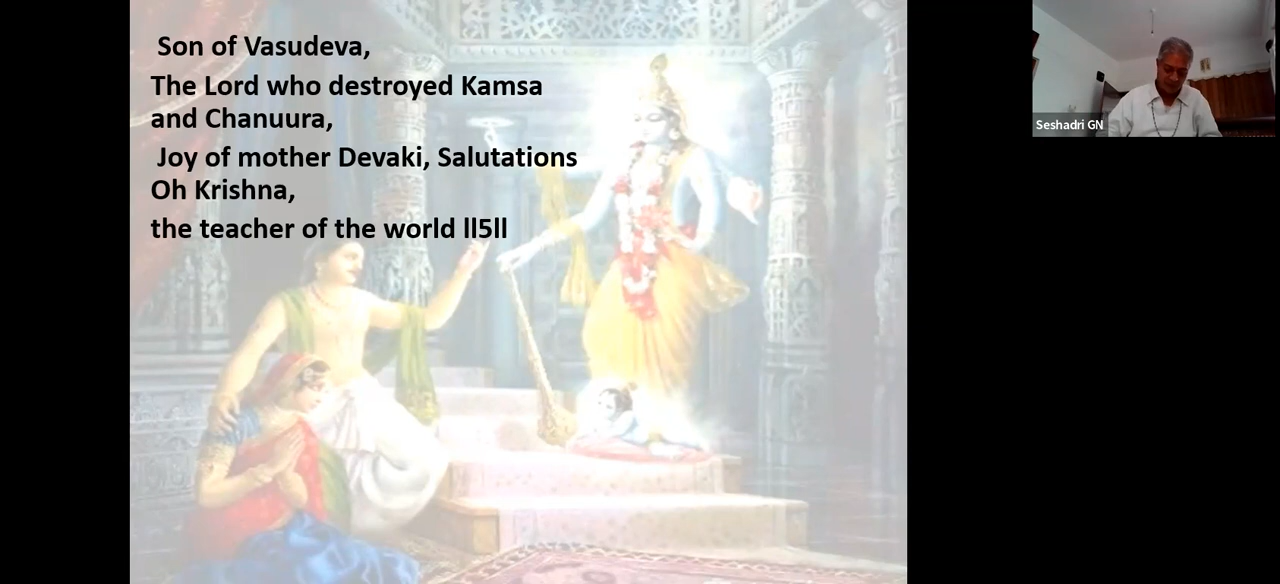 Son of Vasudeva,
The Lord who destroyed Kamsa
and Chanuura,
Joy of mother Devaki, Salutations
Oh Krishna,
the teacher of the world ll5ll
Seshadri GN